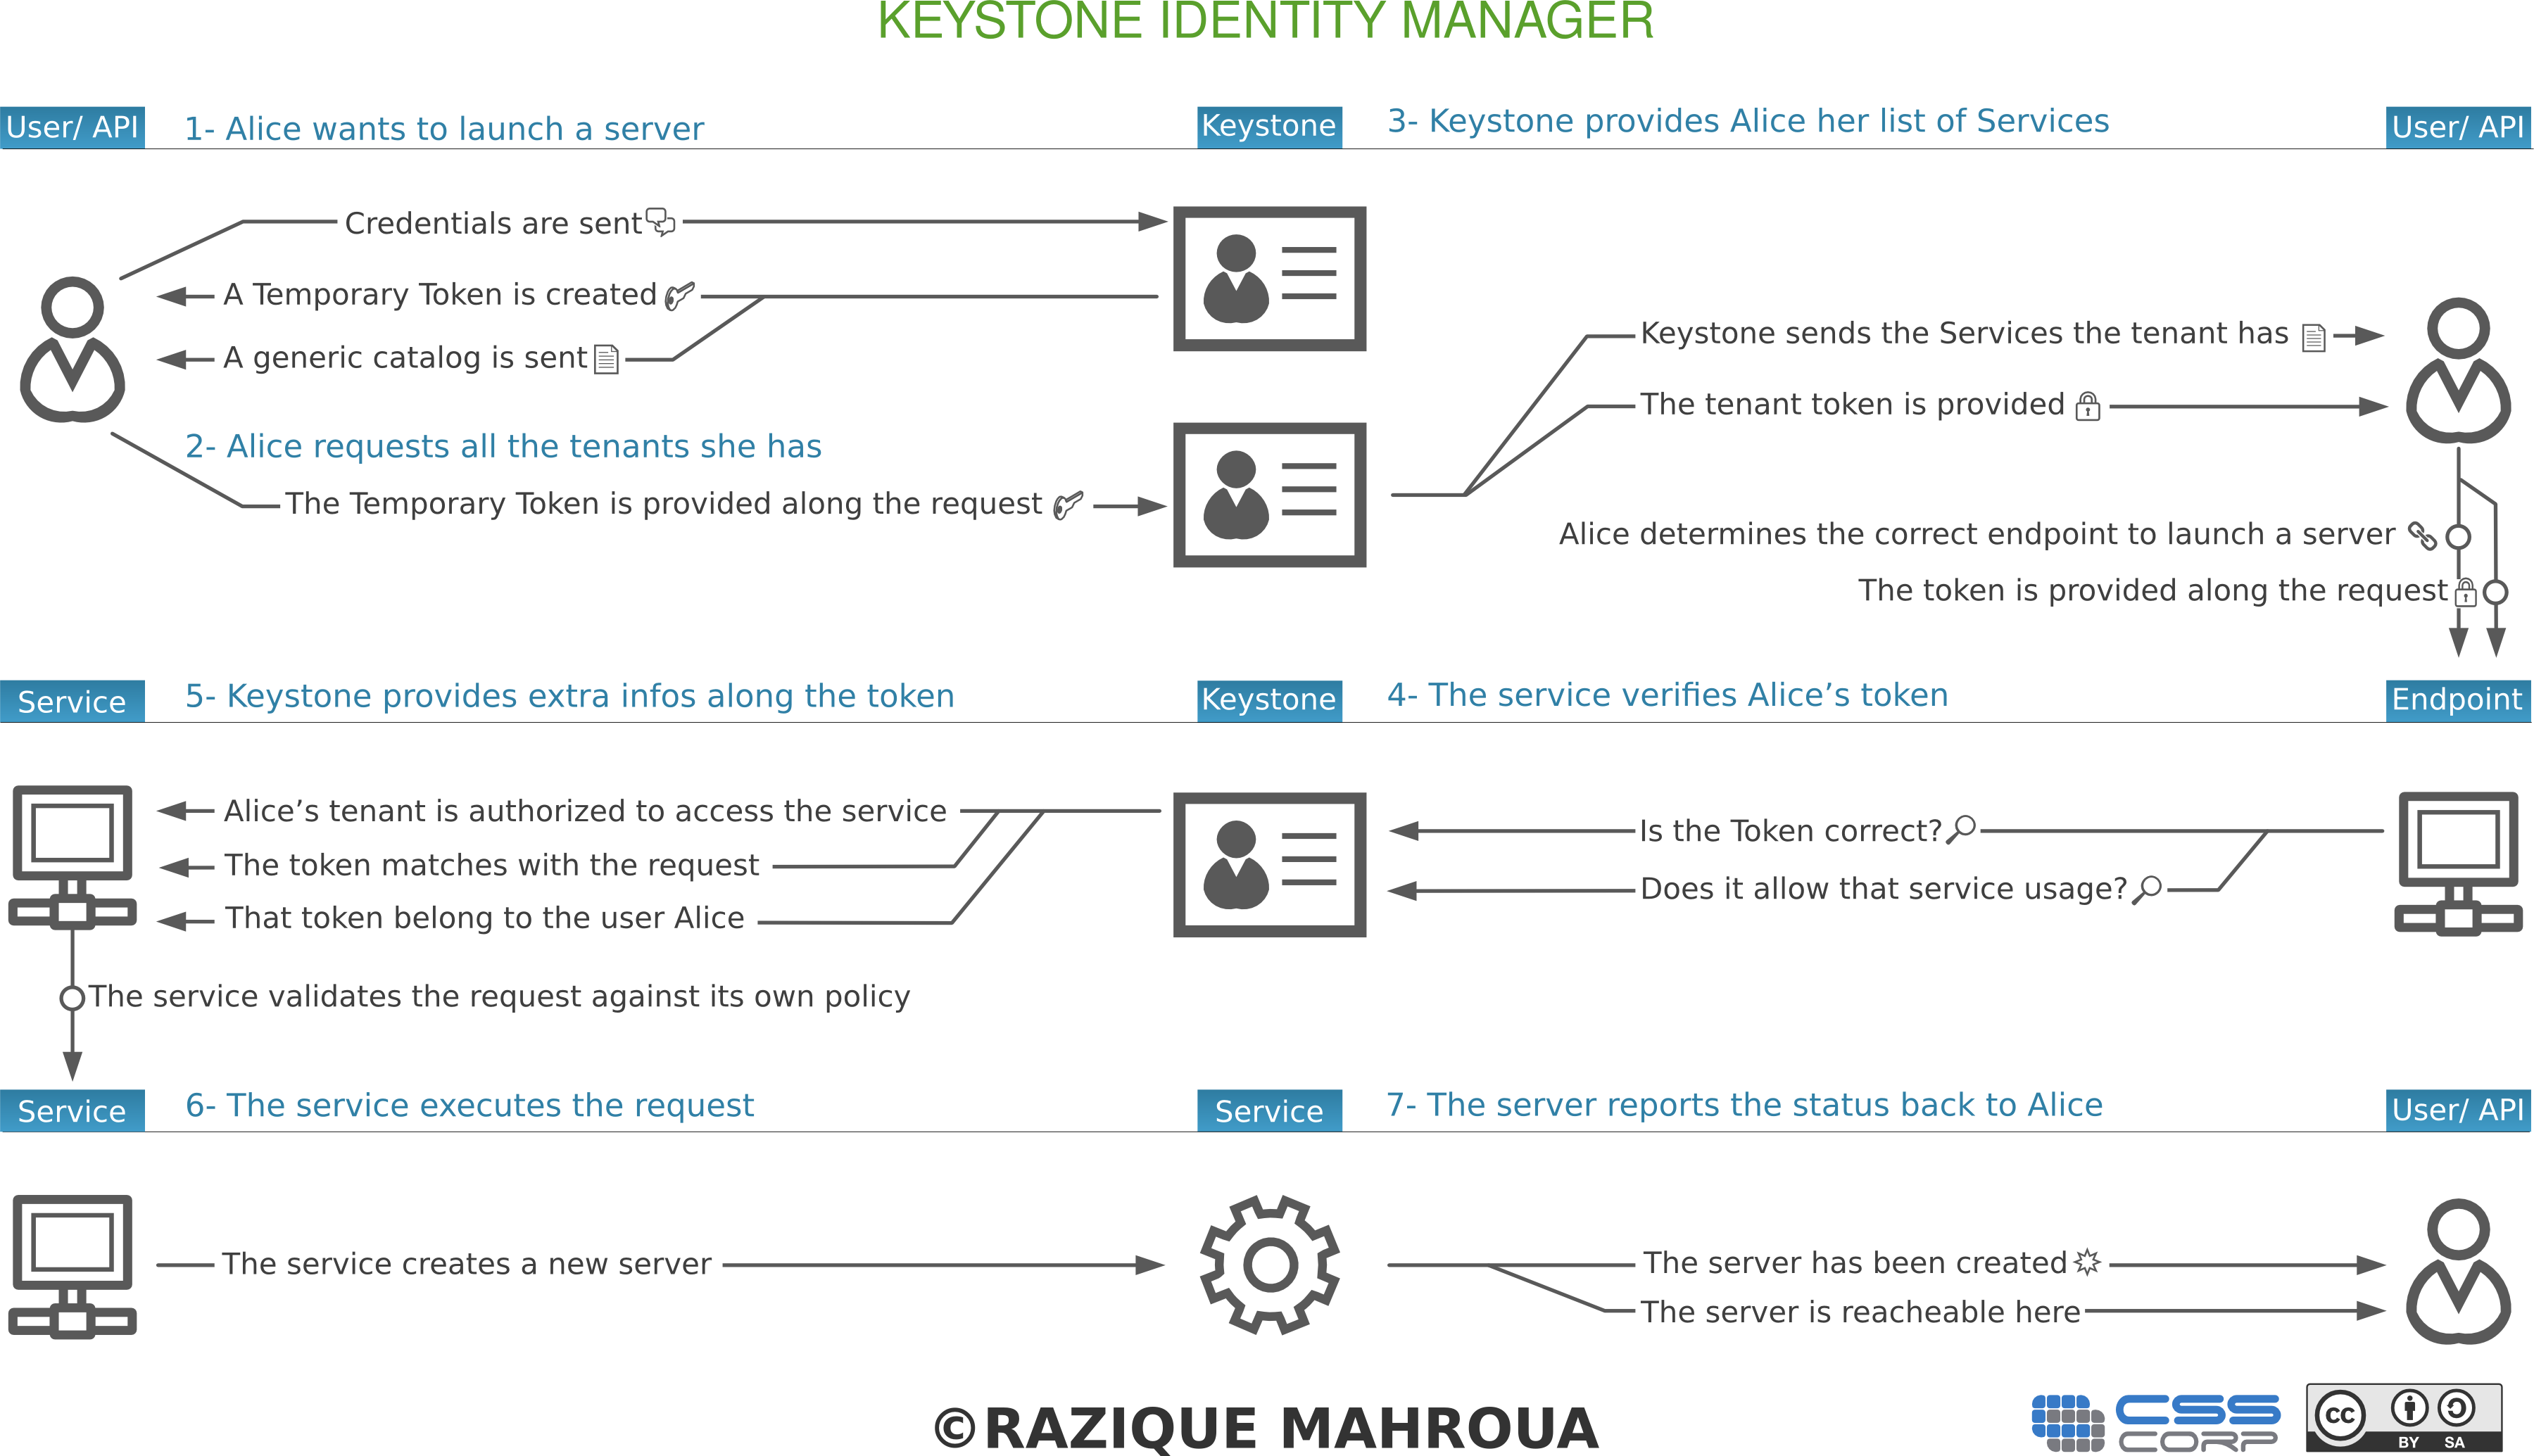 KEYSTONE IDENTITY MANAGER
User/ API
1- Alice wants to launch a server
Keystone
3- Keystone provides Alice her list of Services
User/ API
Credentials are sent
A Temporary Token is created
A generic catalog is sent
2- Alice requests all the tenants she has
The Temporary Token is provided along the request
Keystone sends the Services the tenant has
The tenant token is provided
Alice determines the correct endpoint to launch a server
The token is provided along the request
Service
5- Keystone provides extra infos along the token
Keystone
4- The service verifies Alice’s token
Endpoint
Alice’s tenant is authorized to access the service
The token matches with the request
That token belong to the user Alice
The service validates the request against its own policy
Is the Token correct?
Does it allow that service usage?
Service
6- The service executes the request
Service
7- The server reports the status back to Alice
User/ API
The service creates a new server
The server has been created
The server is reacheable here
©RAZIQUE MAHROUA
CSS
CORP
cc
BY SA